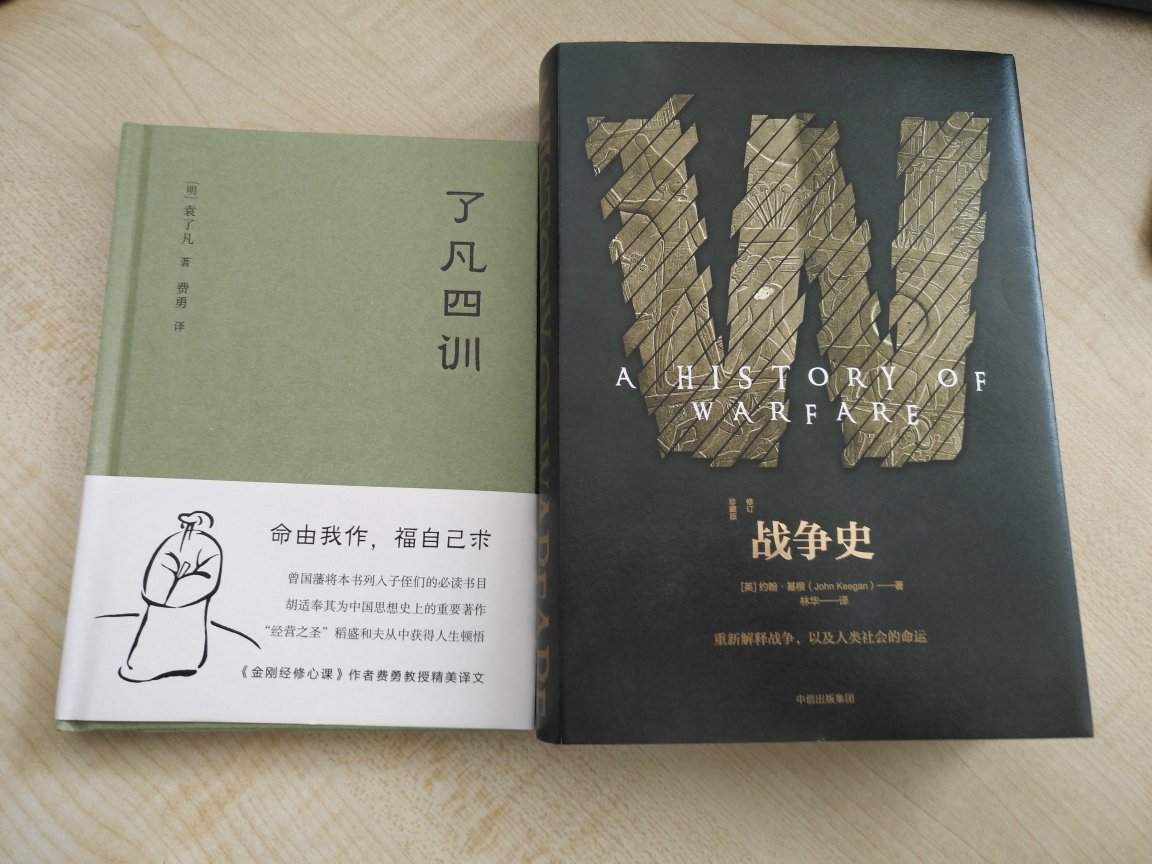 了凡四训
[明]袁了凡 著 费勇 译
命由我作，福自己求
曾国藩将本书列入子侄们的必读书目
胡适奉其为中国思想史上的重要著作
“经营之圣”稻盛和夫从中获得人生顿悟
《金刚经修心课》作者费勇教授精美译文
A HISTORY OF WARFARE
A HISTORY OF
WARFARE
修订
珍藏版
战争史
[英]约翰·基根（John Keegan）——著
林华——译
重新解释战争，以及人类社会的命运
中信出版集团